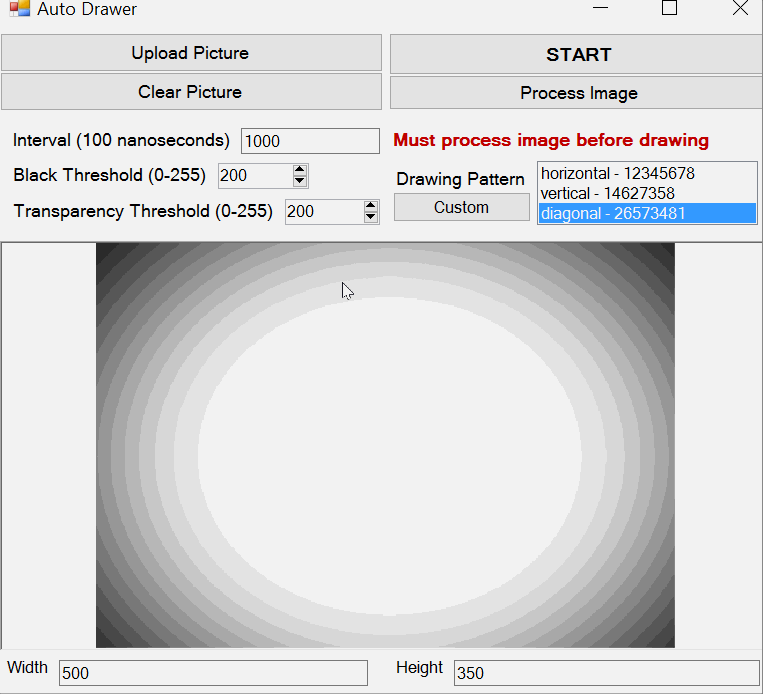 Auto Drawer
Upload Picture
START
Clear Picture
Process Image
Interval (100 nanoseconds) 1000
Must process image before drawing
Black Threshold (0-255) 200
Drawing Pattern
horizontal - 12345678
vertical - 14627358
diagonal - 26573481
Custom
Transparency Threshold (0-255) 200
Width 500
Height 350